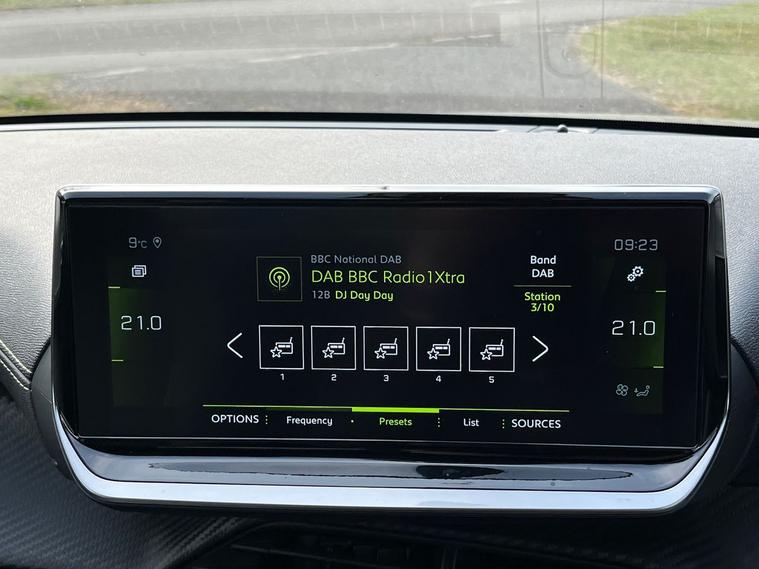 9°C
09:23
BBC National DAB
DAB BBC Radio1Xtra
12B DJ Day Day
Band
DAB
Station
3/10
21.0
21.0
1 2 3 4 5
OPTIONS Frequency Presets List SOURCES